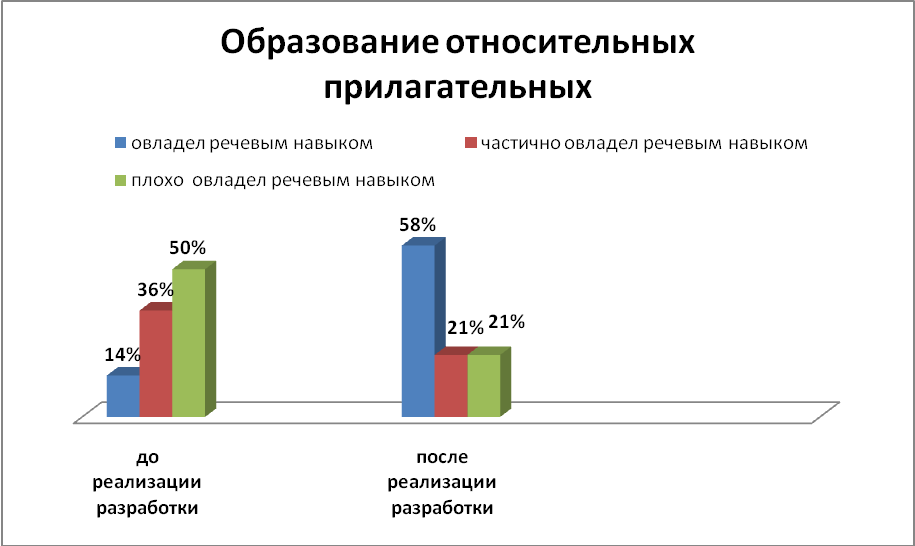 Образование относительных
прилагательных
овладел речевым навыком
частично овладел речевым навыком
плохо овладел речевым навыком
14%
36%
50%
58%
21%
21%
до
реализации
разработки
после
реализации
разработки